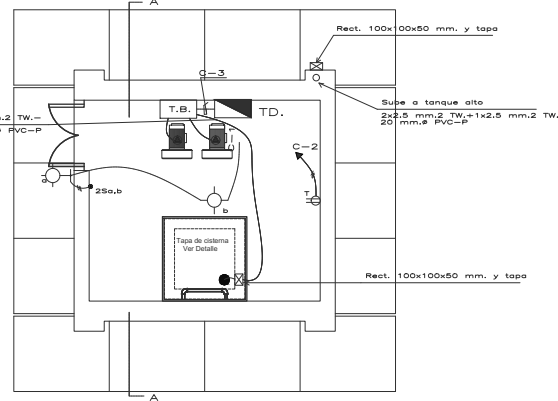 A
Rect. 100x100x50 mm. y tapa
C-3
T.B.
TD.
Sube a tanque alto
2x2.5 mm.2 TW.+1x2.5 mm.2 TW.
20 mm.ø PVC-P
m.2 TW.-
ø PVC-P
C-1
C-2
a
2Sa,b
b
T
Tapa de cisterna
Ver Detalle
Rect. 100x100x50 mm. y tapa
A